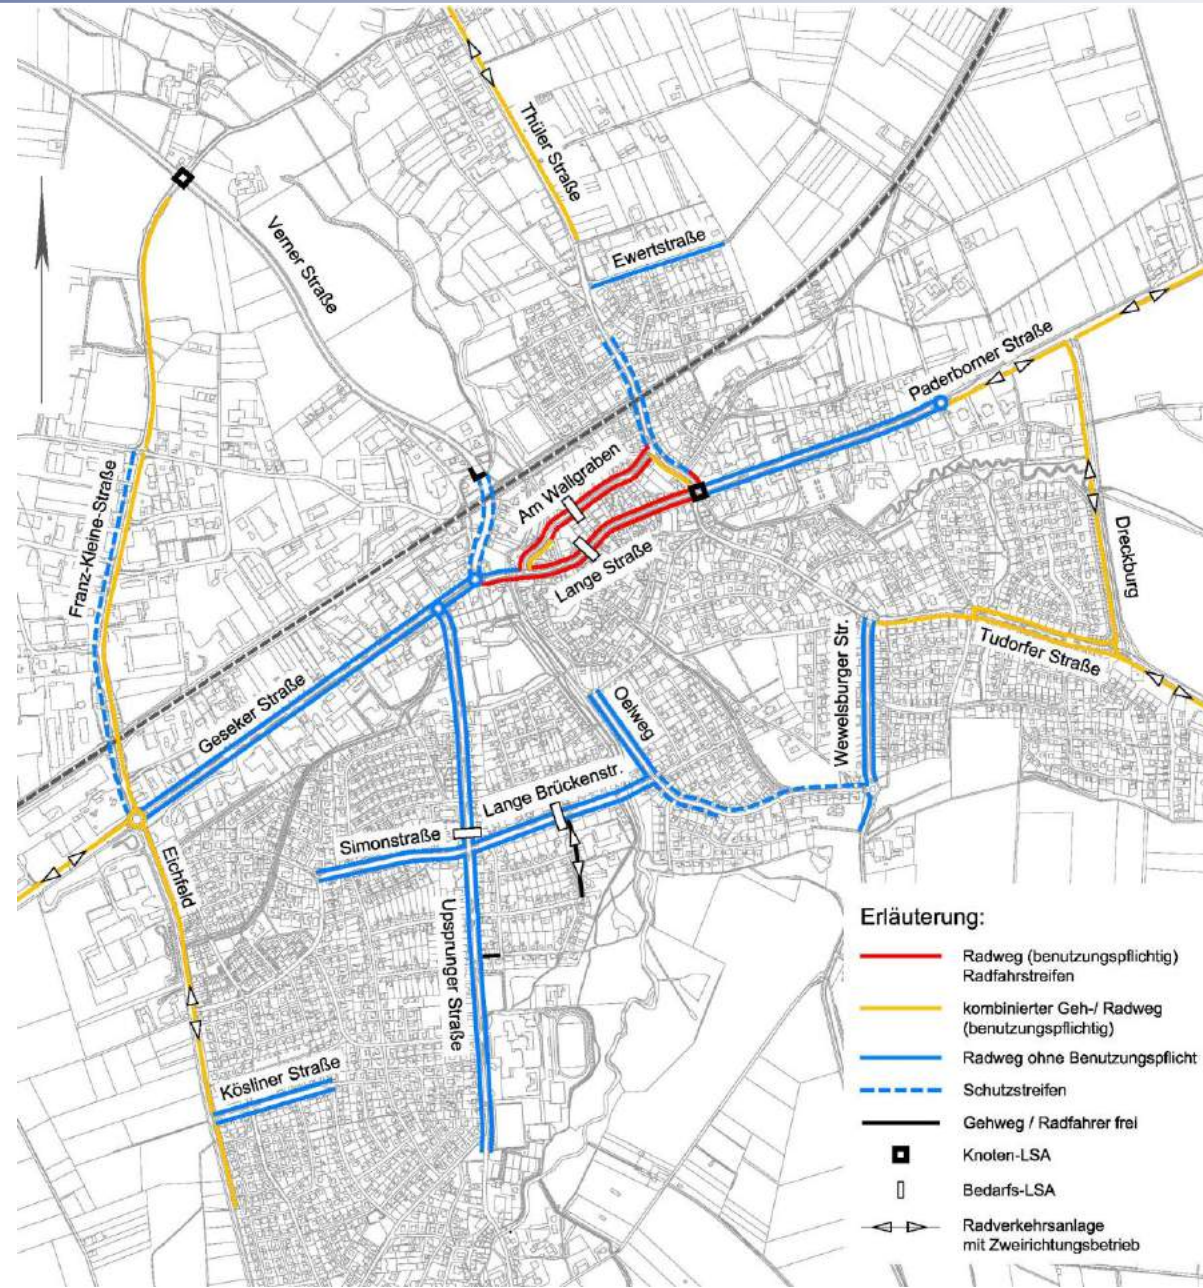 Thüler Straße
Verner Straße
Ewertstraße
Paderborner Straße
Am Wallgraben
Franz-Kleine-Straße
Lange Straße
Dreckburg
Tudorfer Straße
Wewelsburger Str.
Geseker Straße
Oelweg
Lange Brückenstr.
Simonstraße
Eichfeld
Upsprunger Straße
Kösliner Straße
Erläuterung:
Radweg (benutzungspflichtig)
Radfahrstreifen
kombinierter Geh-/ Radweg
(benutzungspflichtig)
Radweg ohne Benutzungspflicht
Schutzstreifen
Gehweg / Radfahrer frei
Knoten-LSA
Bedarfs-LSA
Radverkehrsanlage
mit Zweirichtungsbetrieb